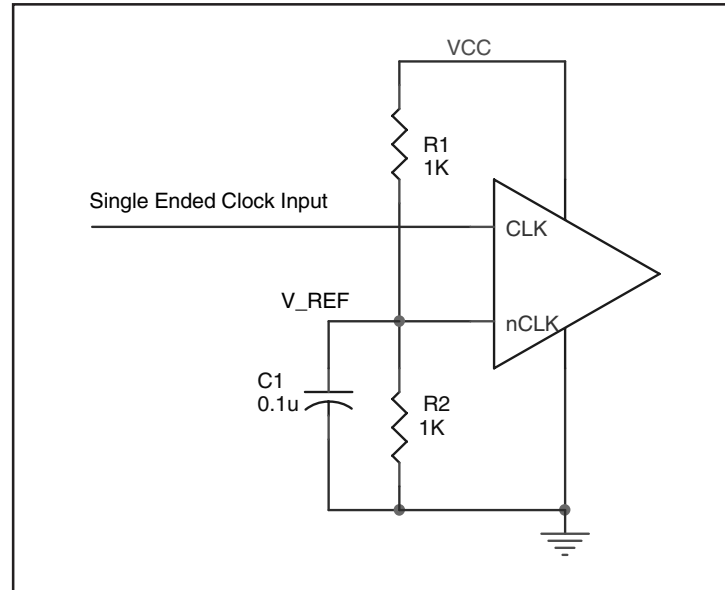 VCC
R1
1K
Single Ended Clock Input
CLK
V_REF
nCLK
C1
0.1u
R2
1K